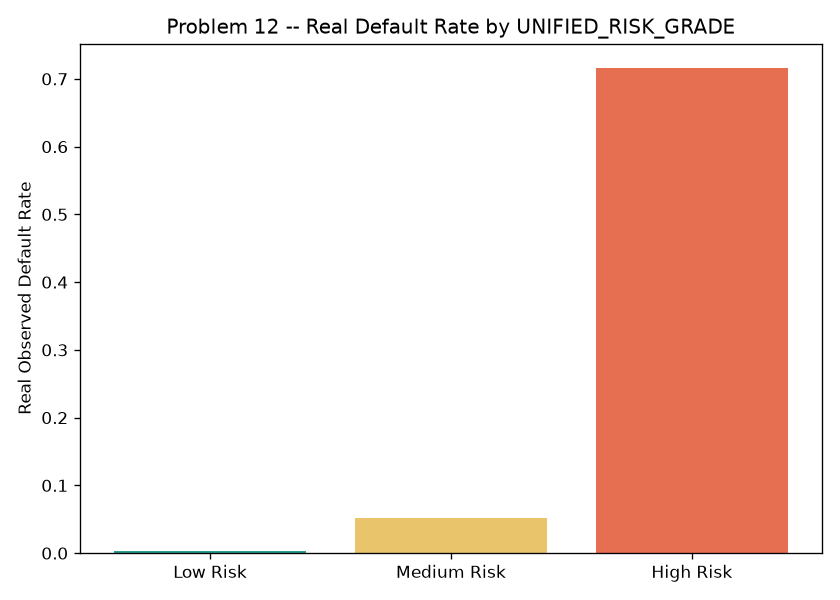 Problem 12 -- Real Default Rate by UNIFIED_RISK_GRADE
Real Observed Default Rate
0.7
0.6
0.5
0.4
0.3
0.2
0.1
0.0
Low Risk
Medium Risk
High Risk